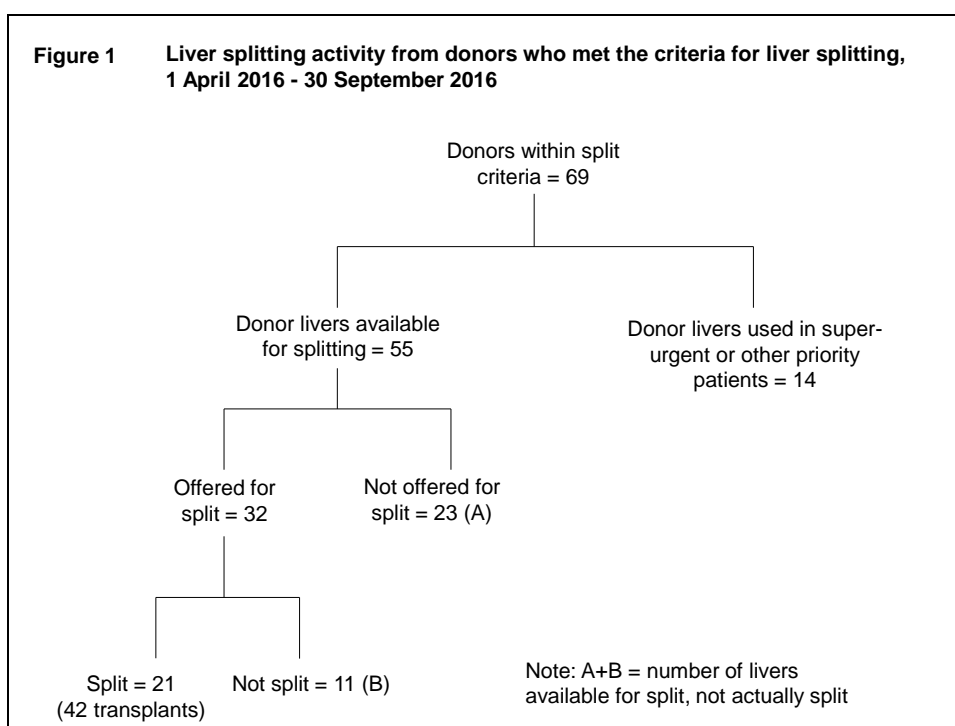 Figure 1 Liver splitting activity from donors who met the criteria for liver splitting,
1 April 2016 - 30 September 2016
Donors within split
criteria = 69
Donor livers available
for splitting = 55
Donor livers used in super-
urgent or other priority
patients = 14
Offered for
split = 32
Not offered for
split = 23 (A)
Split = 21
(42 transplants)
Not split = 11 (B)
Note: A+B = number of livers
available for split, not actually split